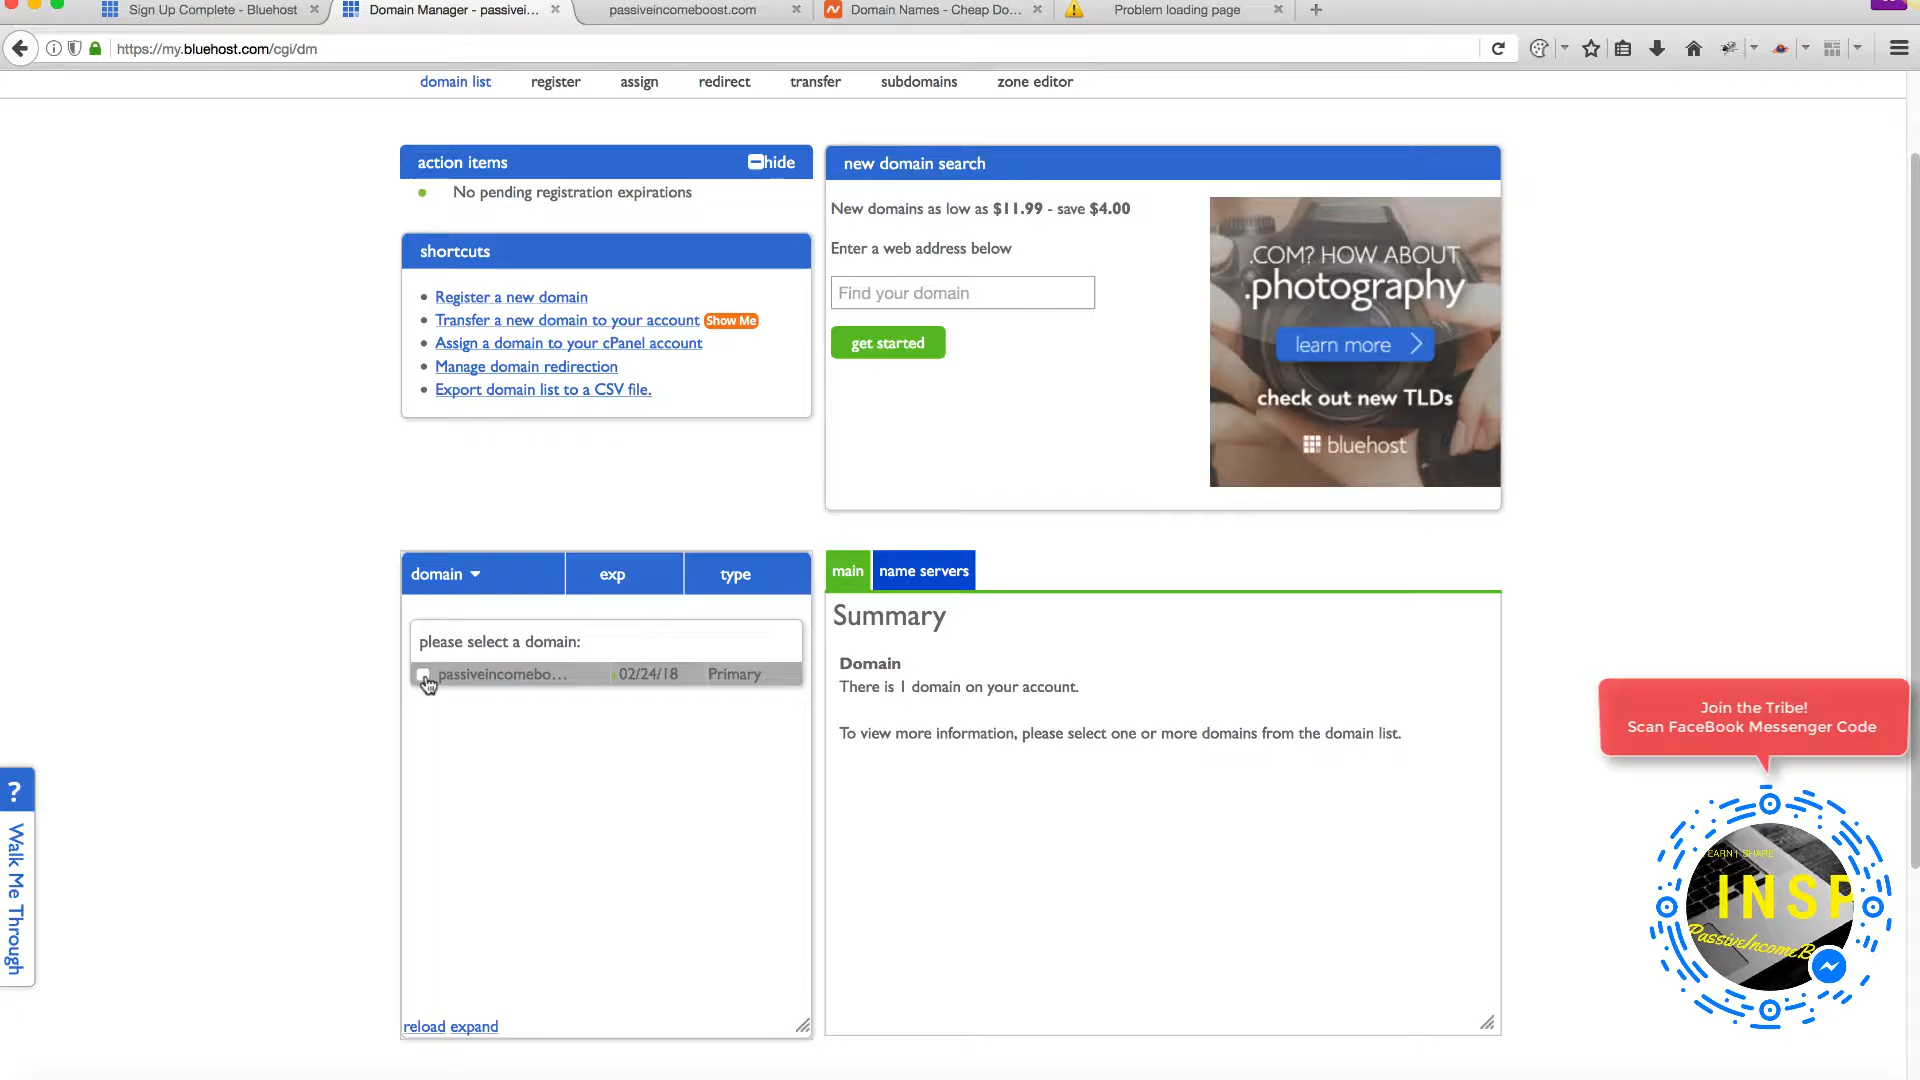 Sign Up Complete - Bluehost
Domain Manager - passivei...
passiveincomeboost.com
Domain Names - Cheap Do...
Problem loading page
https://my.bluehost.com/cgi/dm
domain list register assign redirect transfer subdomains zone editor
action items hide
No pending registration expirations
shortcuts
Register a new domain
Transfer a new domain to your account Show Me
Assign a domain to your cPanel account
Manage domain redirection
Export domain list to a CSV file.
new domain search
New domains as low as $11.99 - save $4.00
Enter a web address below
Find your domain
get started
.COM? HOW ABOUT
.photography
learn more
check out new TLDs
bluehost
domain exp type
please select a domain:
passiveincomebo... 02/24/18 Primary
reload expand
main name servers
Summary
Domain
There is 1 domain on your account.
To view more information, please select one or more domains from the domain list.
? Walk Me Through
Join the Tribe!
Scan FaceBook Messenger Code
EARN | SHARE
INSP
PassiveIncomeB